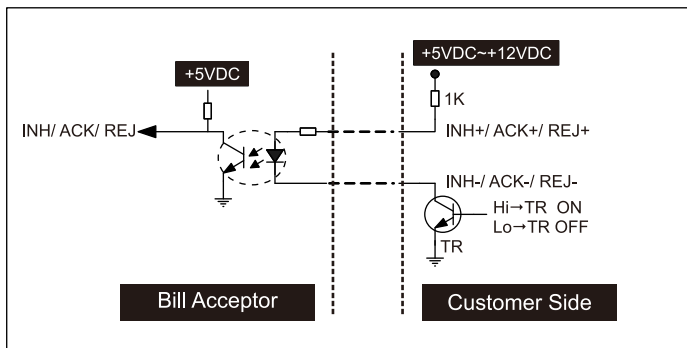 +5VDC
+5VDC~+12VDC
1K
INH/ ACK/ REJ
INH+/ ACK+/ REJ+
INH-/ ACK-/ REJ-
Hi→TR ON
Lo→TR OFF
TR
Bill Acceptor
Customer Side